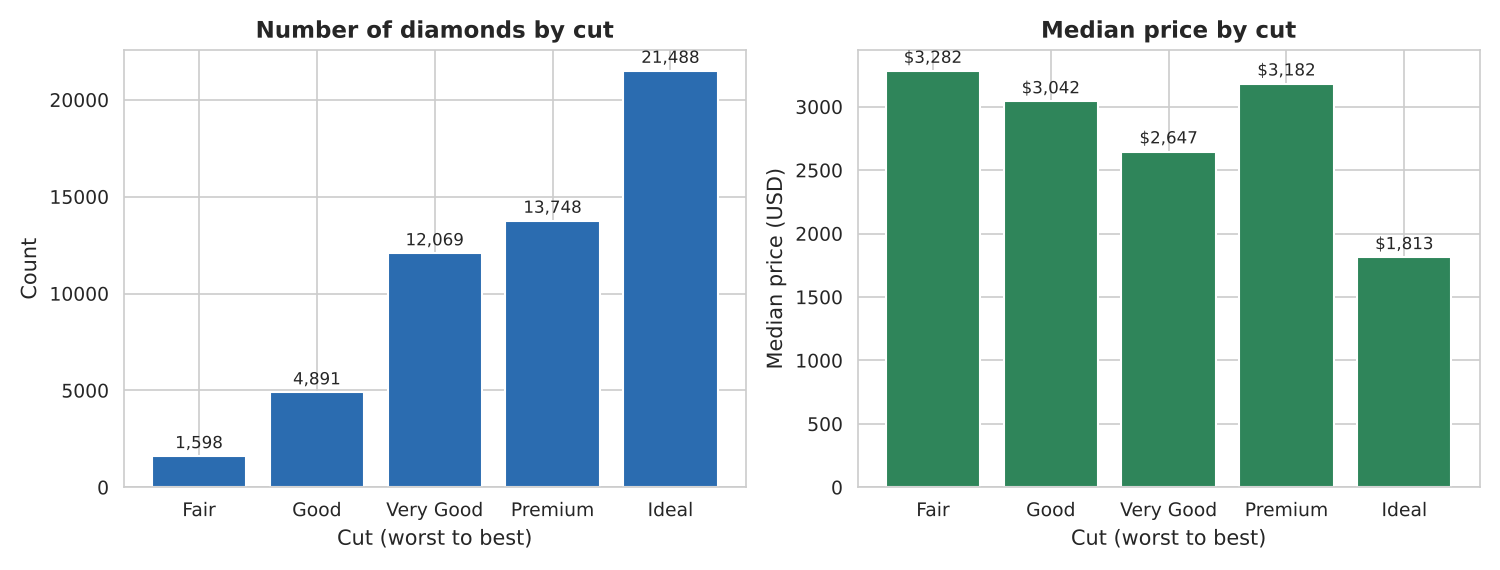 Number of diamonds by cut
21,488
20000
15000
13,748
12,069
10000
4,891
5000
1,598
0
Count
Fair Good Very Good Premium Ideal
Cut (worst to best)
Median price by cut
$3,282
$3,182
$3,042
3000
$2,647
2500
2000
$1,813
1500
1000
500
0
Median price (USD)
Fair Good Very Good Premium Ideal
Cut (worst to best)